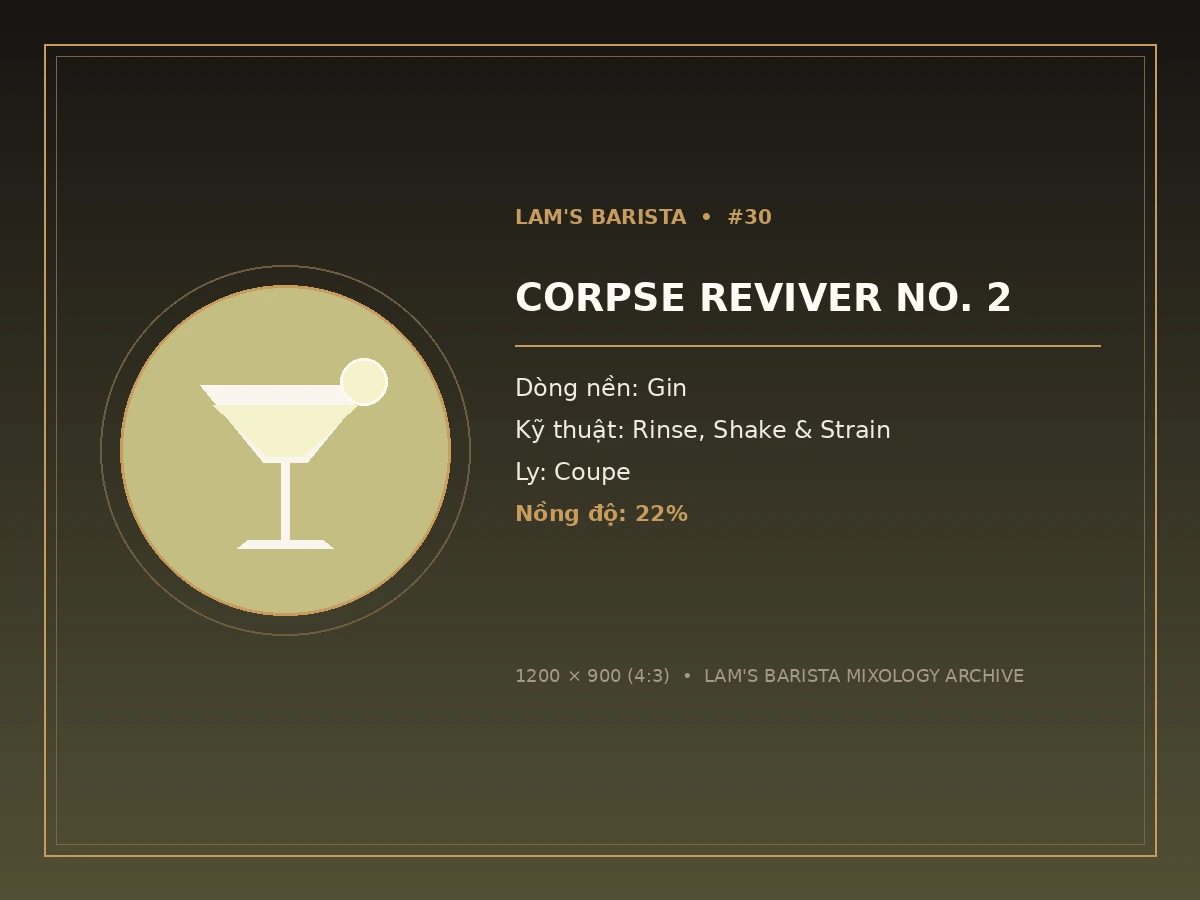 LAM'S BARISTA • #30
CORPSE REVIVER NO. 2
Dòng nền: Gin
Kỹ thuật: Rinse, Shake & Strain
Ly: Coupe
Nồng độ: 22%
1200 × 900 (4:3) • LAM'S BARISTA MIXOLOGY ARCHIVE